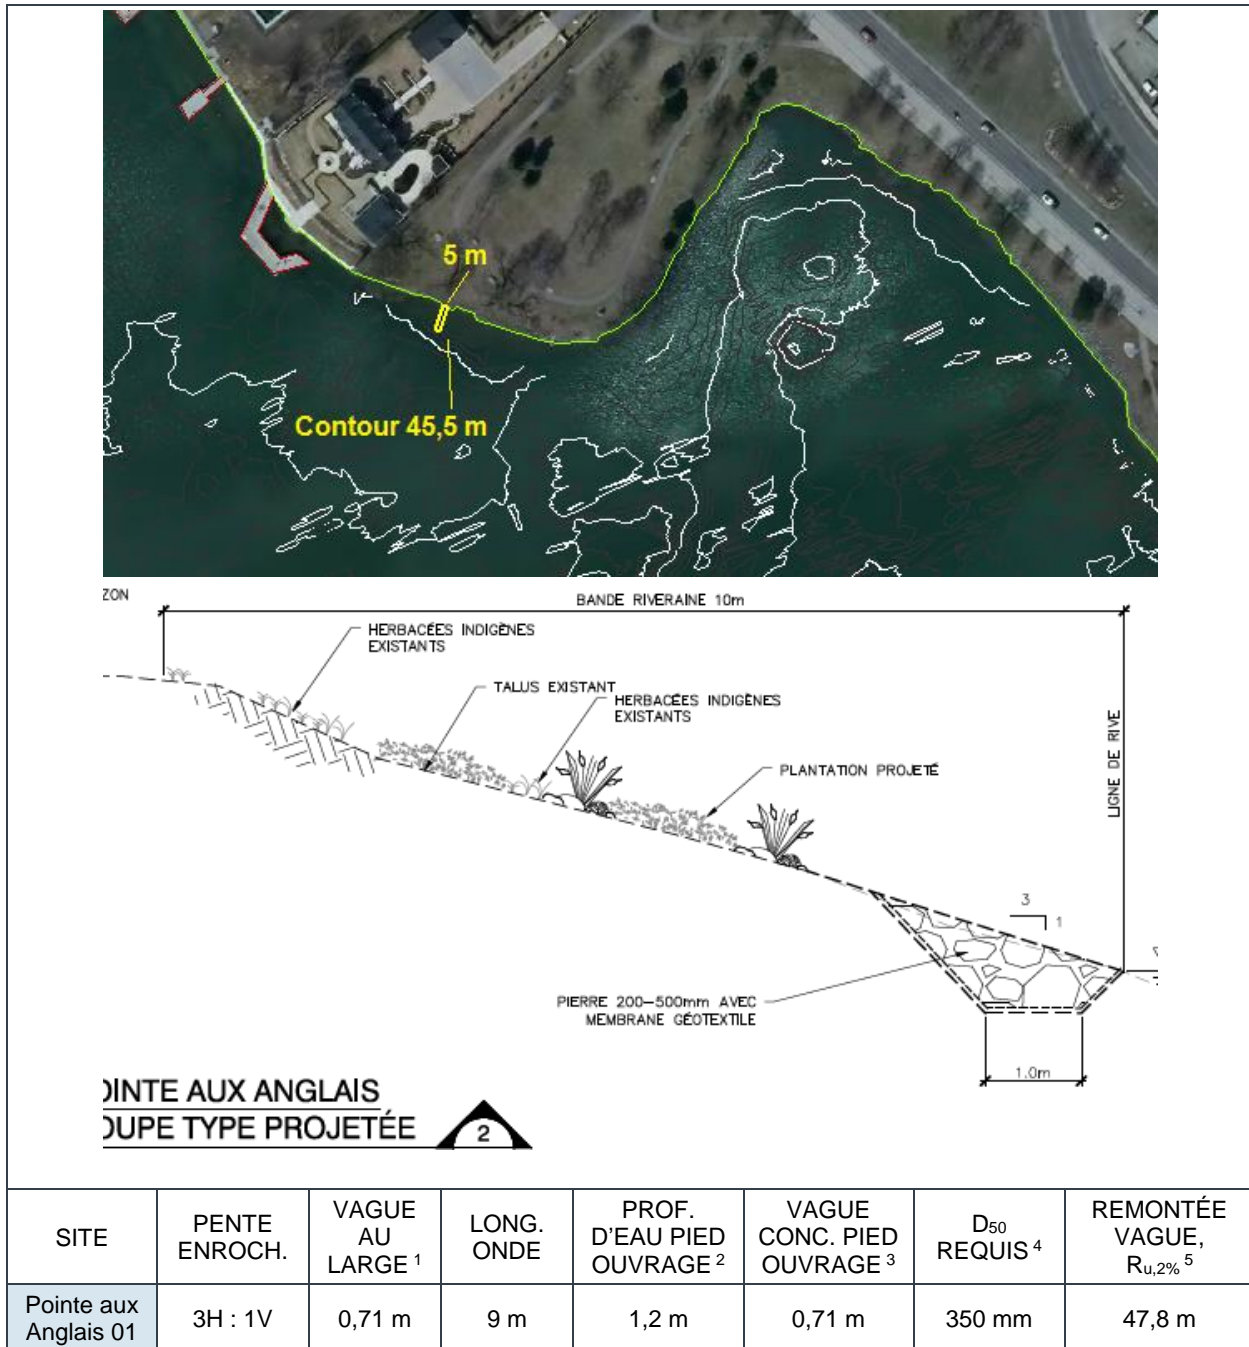 5 m
Contour 45,5 m
ZON
BANDE RIVERAINE 10m
HERBACÉES INDIGÈNES
EXISTANTS
TALUS EXISTANT
HERBACÉES INDIGÈNES
EXISTANTS
PLANTATION PROJETÉ
LIGNE DE RIVE
3
1
PIERRE 200-500mm AVEC
MEMBRANE GÉOTEXTILE
1.0m
OINTE AUX ANGLAIS
OUPE TYPE PROJETÉE
2
SITE
PENTE
ENROCH.
VAGUE
AU
LARGE 1
LONG.
ONDE
PROF.
D'EAU PIED
OUVRAGE 2
VAGUE
CONC. PIED
OUVRAGE 3
D50
REQUIS 4
REMONTÉE
VAGUE,
Ru,2% 5
Pointe aux
Anglais 01
3H : 1V
0,71 m
9 m
1,2 m
0,71 m
350 mm
47,8 m